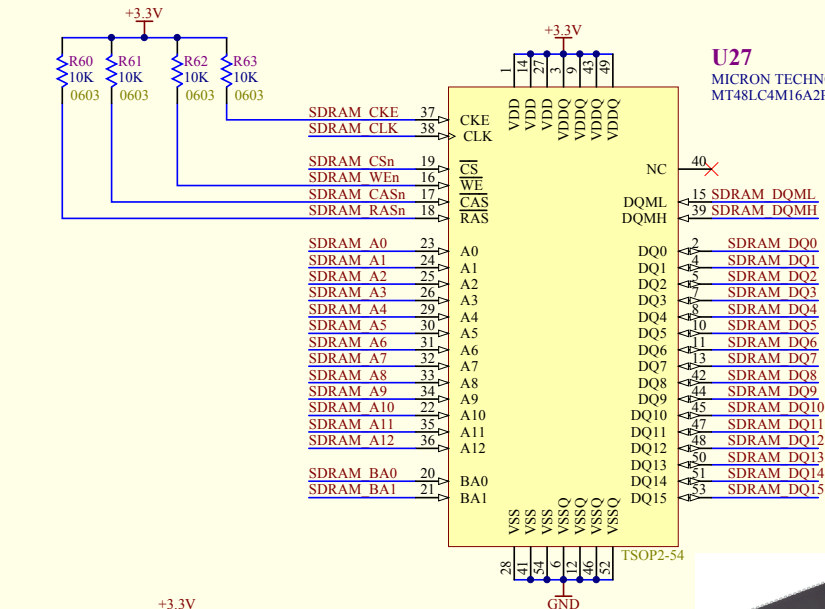 +3.3V
R60
10K
0603
R61
10K
0603
R62
10K
0603
R63
10K
0603
+3.3V
1
14
27
3
9
43
49
VDD
VDD
VDD
VDDQ
VDDQ
VDDQ
VDDQ
U27
MICRON TECHN
MT48LC4M16A2
SDRAM_CKE 37 CKE
SDRAM_CLK 38 CLK
SDRAM_CSn 19 CS
SDRAM_WEn 16 WE
SDRAM_CASn 17 CAS
SDRAM_RASn 18 RAS
SDRAM_A0 23 A0
SDRAM_A1 24 A1
SDRAM_A2 25 A2
SDRAM_A3 26 A3
SDRAM_A4 29 A4
SDRAM_A5 30 A5
SDRAM_A6 31 A6
SDRAM_A7 32 A7
SDRAM_A8 33 A8
SDRAM_A9 34 A9
SDRAM_A10 22 A10
SDRAM_A11 35 A11
SDRAM_A12 36 A12
SDRAM_BA0 20 BA0
SDRAM_BA1 21 BA1
NC 40
DQML 15 SDRAM_DQML
DQMH 39 SDRAM_DQMH
DQ0 2 SDRAM_DQ0
DQ1 4 SDRAM_DQ1
DQ2 5 SDRAM_DQ2
DQ3 7 SDRAM_DQ3
DQ4 8 SDRAM_DQ4
DQ5 10 SDRAM_DQ5
DQ6 11 SDRAM_DQ6
DQ7 13 SDRAM_DQ7
DQ8 42 SDRAM_DQ8
DQ9 44 SDRAM_DQ9
DQ10 45 SDRAM_DQ10
DQ11 47 SDRAM_DQ11
DQ12 48 SDRAM_DQ12
DQ13 50 SDRAM_DQ13
DQ14 51 SDRAM_DQ14
DQ15 53 SDRAM_DQ15
VSS
VSS
VSS
VSSQ
VSSQ
VSSQ
VSSQ
28
41
54
6
12
46
52
TSOP2-54
GND
+3.3V